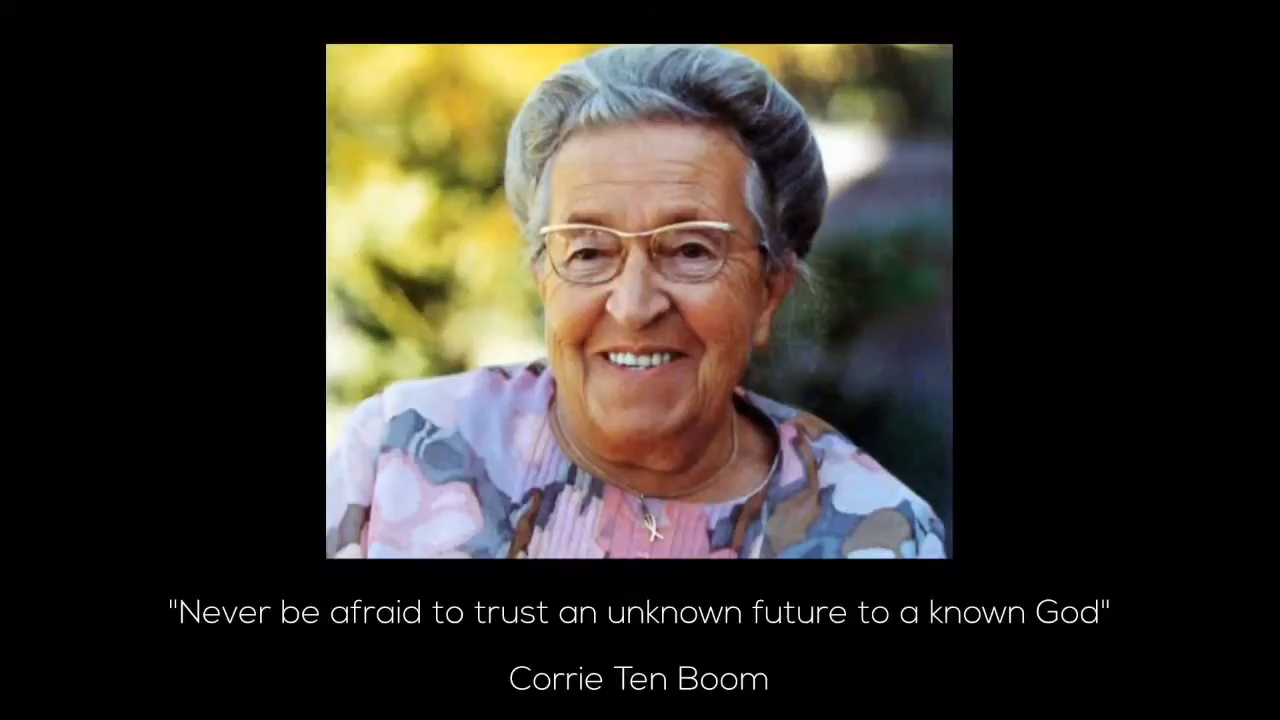 "Never be afraid to trust an unknown future to a known God"
Corrie Ten Boom